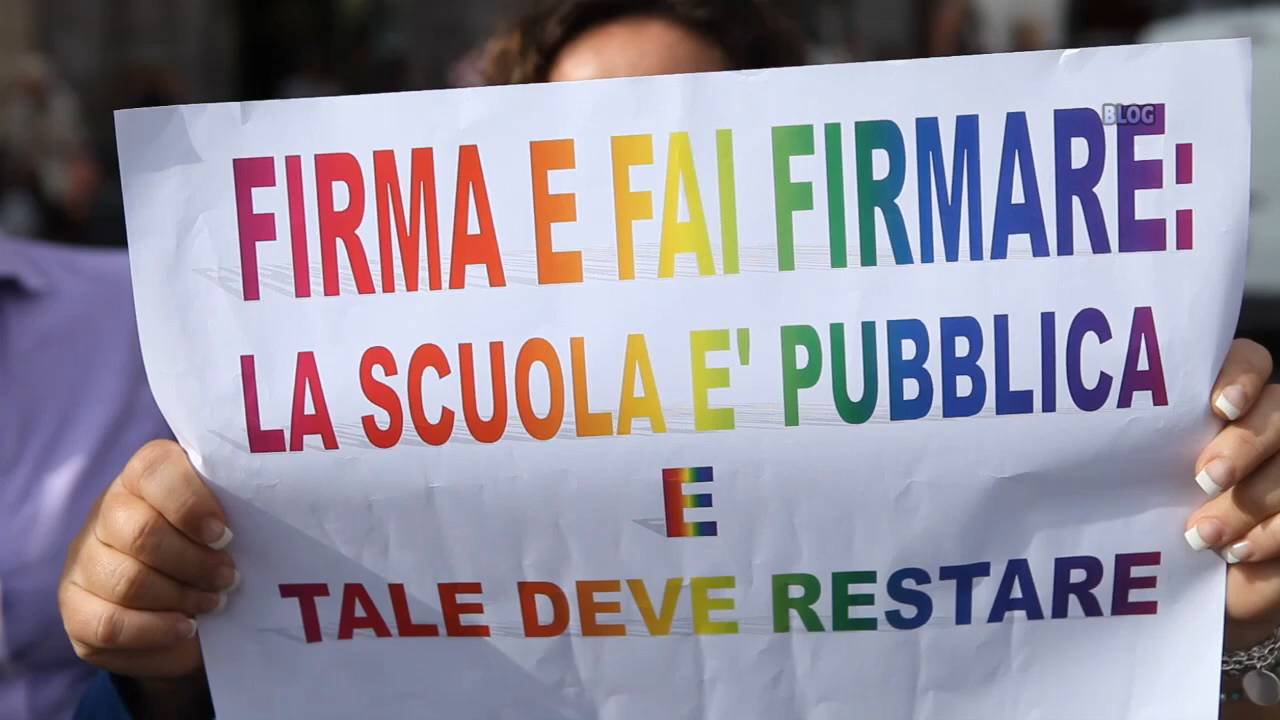 BLOG
FIRMA E FAI FIRMARE:
LA SCUOLA E' PUBBLICA
E
TALE DEVE RESTARE